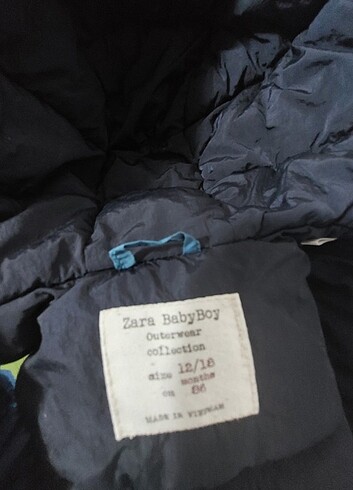 Zara BabyBoy
Outerwear
collection
size 12/18
months
cm 86
MADE IN VIETNAM